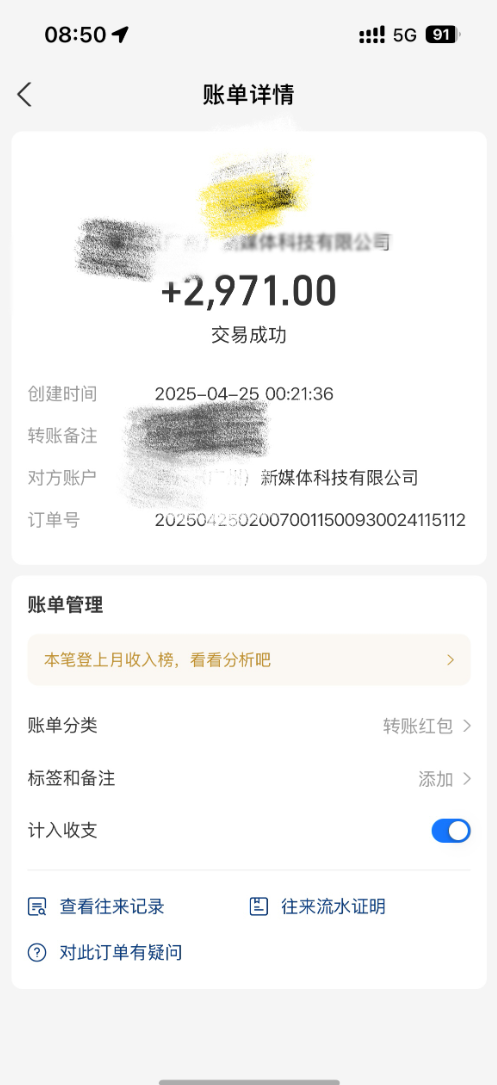 08:50 5G 91
账单详情
新媒体科技有限公司
+2,971.00
交易成功
创建时间 2025-04-25 00:21:36
转账备注
对方账户 新媒体科技有限公司
订单号 20250425020070011500930024115112
账单管理
本笔登上月收入榜，看看分析吧
账单分类 转账红包
标签和备注 添加
计入收支
查看往来记录 往来流水证明
对此订单有疑问